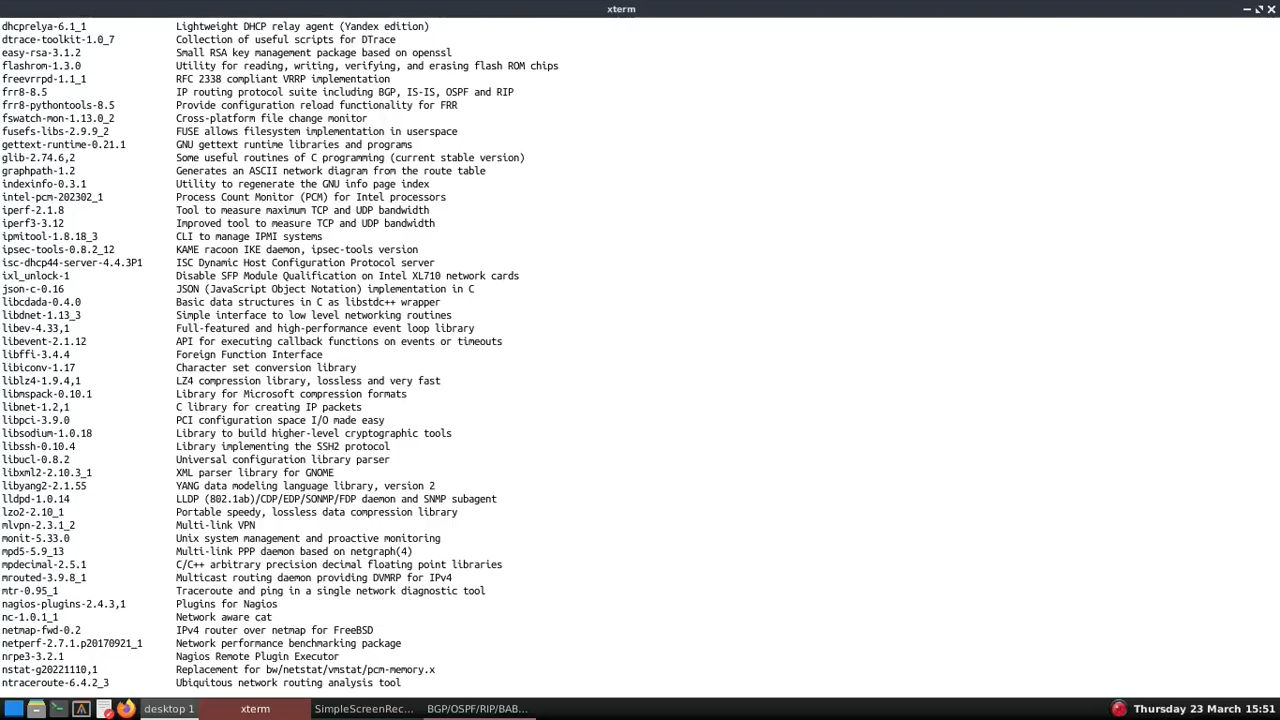 xterm
dhcprelya-6.1_1 Lightweight DHCP relay agent (Yandex edition)
dtrace-toolkit-1.0_7 Collection of useful scripts for DTrace
easy-rsa-3.1.2 Small RSA key management package based on openssl
flashrom-1.3.0 Utility for reading, writing, verifying, and erasing flash ROM chips
freevrrpd-1.1_1 RFC 2338 compliant VRRP implementation
frr8-8.5 IP routing protocol suite including BGP, IS-IS, OSPF and RIP
frr8-pythontools-8.5 Provide configuration reload functionality for FRR
fswatch-mon-1.13.0_2 Cross-platform file change monitor
fusefs-libs-2.9.9_2 FUSE allows filesystem implementation in userspace
gettext-runtime-0.21.1 GNU gettext runtime libraries and programs
glib-2.74.6,2 Some useful routines of C programming (current stable version)
graphpath-1.2 Generates an ASCII network diagram from the route table
indexinfo-0.3.1 Utility to regenerate the GNU info page index
intel-pcm-202302_1 Process Count Monitor (PCM) for Intel processors
iperf-2.1.8 Tool to measure maximum TCP and UDP bandwidth
iperf3-3.12 Improved tool to measure TCP and UDP bandwidth
ipmitool-1.8.18_3 CLI to manage IPMI systems
ipsec-tools-0.8.2_12 KAME racoon IKE daemon, ipsec-tools version
isc-dhcp44-server-4.4.3P1 ISC Dynamic Host Configuration Protocol server
ixl_unlock-1 Disable SFP Module Qualification on Intel XL710 network cards
json-c-0.16 JSON (JavaScript Object Notation) implementation in C
libcdada-0.4.0 Basic data structures in C as libstdc++ wrapper
libdnet-1.13_3 Simple interface to low level networking routines
libev-4.33,1 Full-featured and high-performance event loop library
libevent-2.1.12 API for executing callback functions on events or timeouts
libffi-3.4.4 Foreign Function Interface
libiconv-1.17 Character set conversion library
liblz4-1.9.4,1 LZ4 compression library, lossless and very fast
libmspack-0.10.1 Library for Microsoft compression formats
libnet-1.2,1 C library for creating IP packets
libpci-3.9.0 PCI configuration space I/O made easy
libsodium-1.0.18 Library to build higher-level cryptographic tools
libssh-0.10.4 Library implementing the SSH2 protocol
libucl-0.8.2 Universal configuration library parser
libxml2-2.10.3_1 XML parser library for GNOME
libyang2-2.1.55 YANG data modeling language library, version 2
lldpd-1.0.14 LLDP (802.1ab)/CDP/EDP/SONMP/FDP daemon and SNMP subagent
lzo2-2.10_1 Portable speedy, lossless data compression library
mlvpn-2.3.1_2 Multi-link VPN
monit-5.33.0 Unix system management and proactive monitoring
mpd5-5.9_13 Multi-link PPP daemon based on netgraph(4)
mpdecimal-2.5.1 C/C++ arbitrary precision decimal floating point libraries
mrouted-3.9.8_1 Multicast routing daemon providing DVMRP for IPv4
mtr-0.95_1 Traceroute and ping in a single network diagnostic tool
nagios-plugins-2.4.3,1 Plugins for Nagios
nc-1.0.1_1 Network aware cat
netmap-fwd-0.2 IPv4 router over netmap for FreeBSD
netperf-2.7.1.p20170921_1 Network performance benchmarking package
nrpe3-3.2.1 Nagios Remote Plugin Executor
nstat-g20221110,1 Replacement for bw/netstat/vmstat/pcm-memory.x
ntraceroute-6.4.2_3 Ubiquitous network routing analysis tool
desktop 1 xterm SimpleScreenRec... BGP/OSPF/RIP/BAB... Thursday 23 March 15:51